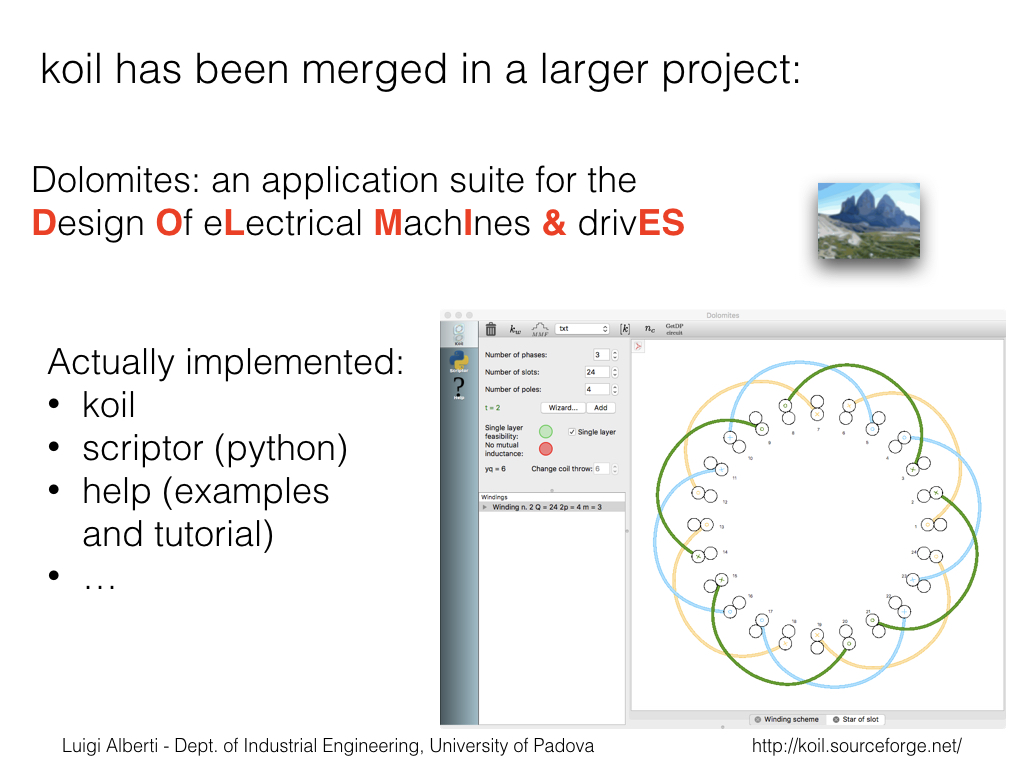 koil has been merged in a larger project:
Dolomites: an application suite for the
Design Of eLectrical MachInes & drivES
Actually implemented:
• koil
• scriptor (python)
• help (examples
and tutorial)
• …
Dolomites
Koil
Scriptor
?
Help
kw
MMF
txt
[k]
nc
GetDP
circuit
Number of phases: 3
Number of slots: 24
Number of poles: 4
t = 2 Wizard... Add
Single layer
feasibility:
✓ Single layer
No mutual
inductance:
yq = 6 Change coil throw: 6
Windings
Winding n. 2 Q = 24 2p = 4 m = 3
1
2
3
4
5
6
7
8
9
10
11
12
13
14
15
16
17
18
19
20
21
22
23
24
Winding scheme Star of slot
Luigi Alberti - Dept. of Industrial Engineering, University of Padova
http://koil.sourceforge.net/